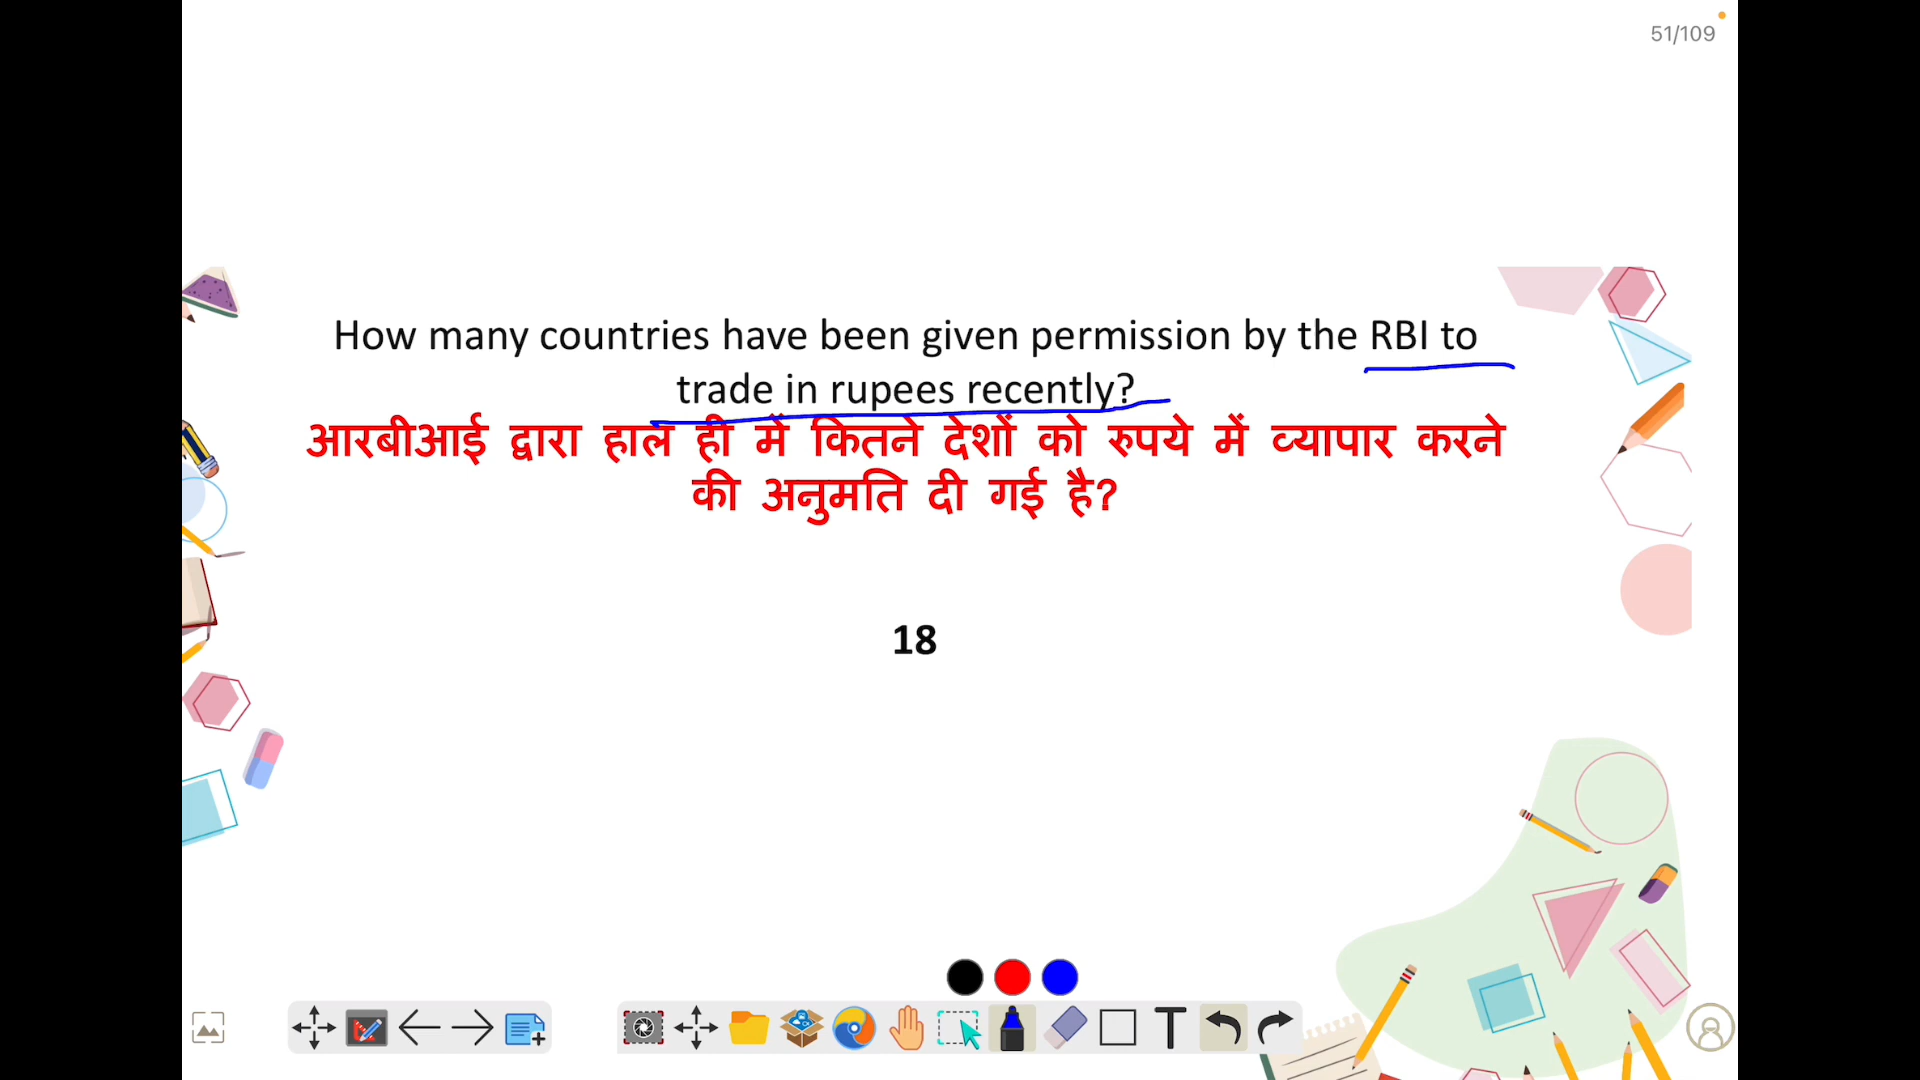 51/109
How many countries have been given permission by the RBI to
trade in rupees recently?
आरबीआई द्वारा हाल ही में कितने देशों को रुपये में व्यापार करने
की अनुमति दी गई है?
18
T